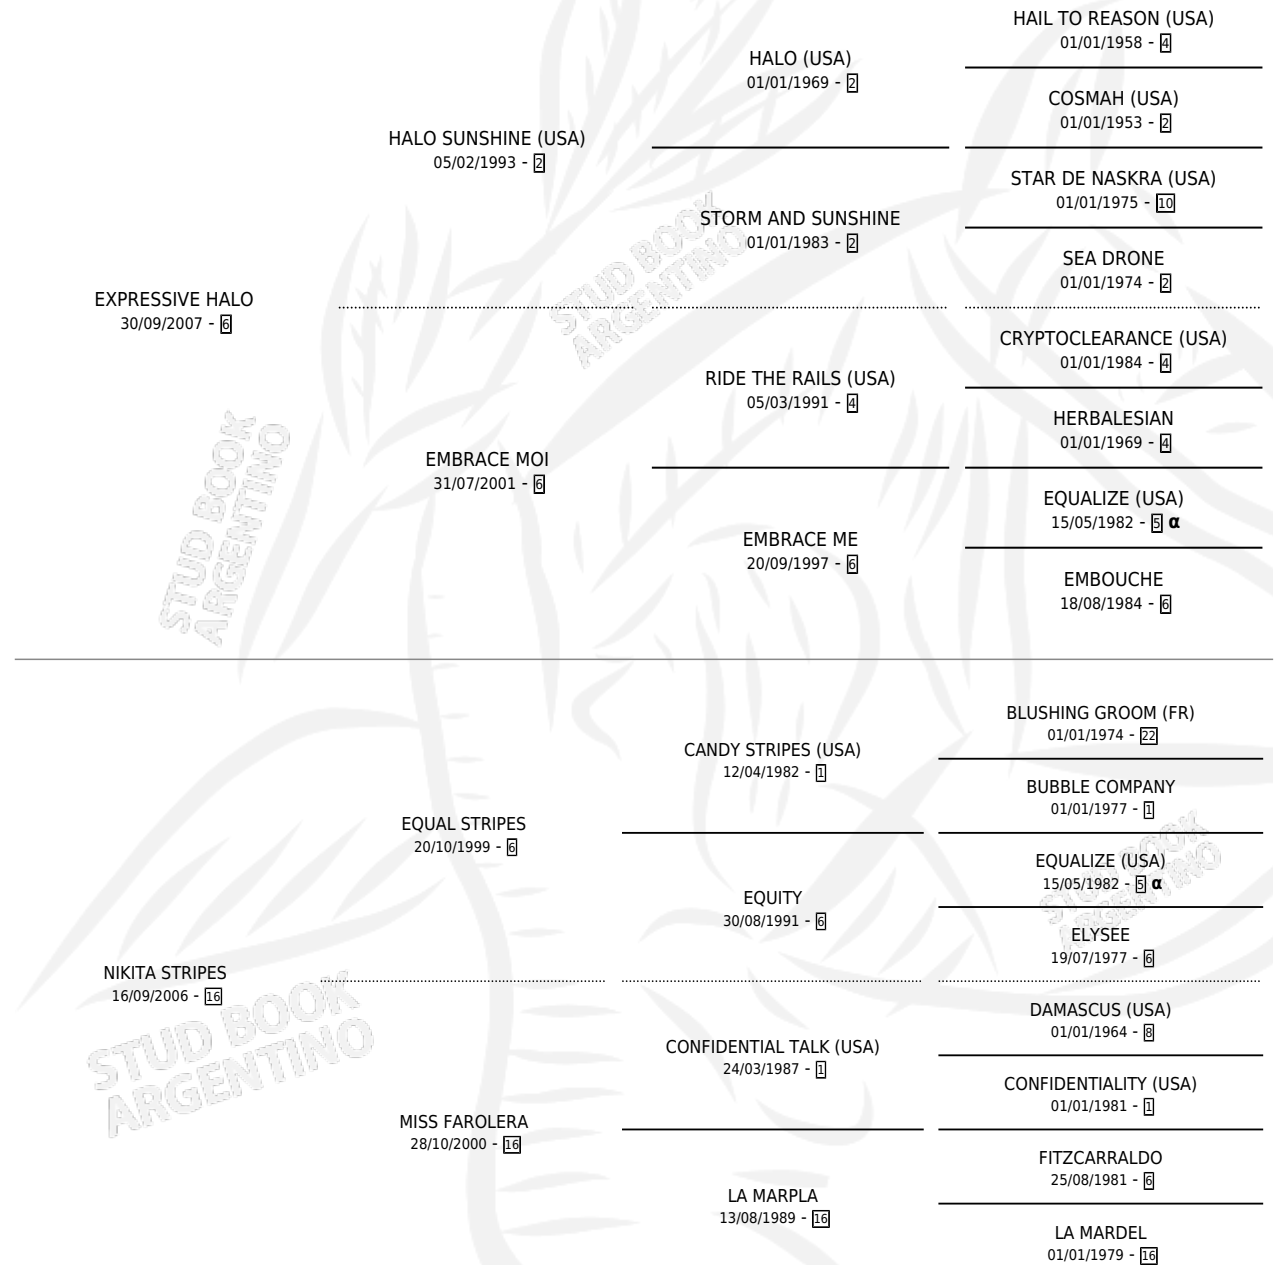 HAIL TO REASON (USA)
01/01/1958 - 4
HALO (USA)
01/01/1969 - 2
COSMAH (USA)
01/01/1953 - 2
HALO SUNSHINE (USA)
05/02/1993 - 2
STAR DE NASKRA (USA)
01/01/1975 - 10
STORM AND SUNSHINE
01/01/1983 - 2
SEA DRONE
01/01/1974 - 2
EXPRESSIVE HALO
30/09/2007 - 6
CRYPTOCLEARANCE (USA)
01/01/1984 - 4
RIDE THE RAILS (USA)
05/03/1991 - 4
HERBALESIAN
01/01/1969 - 4
EMBRACE MOI
31/07/2001 - 6
EQUALIZE (USA)
15/05/1982 - 5 α
EMBRACE ME
20/09/1997 - 6
EMBOUCHE
18/08/1984 - 6
BLUSHING GROOM (FR)
01/01/1974 - 22
CANDY STRIPES (USA)
12/04/1982 - 1
BUBBLE COMPANY
01/01/1977 - 1
EQUAL STRIPES
20/10/1999 - 6
EQUALIZE (USA)
15/05/1982 - 5 α
EQUITY
30/08/1991 - 6
ELYSEE
19/07/1977 - 6
NIKITA STRIPES
16/09/2006 - 16
DAMASCUS (USA)
01/01/1964 - 8
CONFIDENTIAL TALK (USA)
24/03/1987 - 1
CONFIDENTIALITY (USA)
01/01/1981 - 1
MISS FAROLERA
28/10/2000 - 16
FITZCARRALDO
25/08/1981 - 6
LA MARPLA
13/08/1989 - 16
LA MARDEL
01/01/1979 - 16
STUD BOOK
ARGENTINO
STUD BOOK
ARGENTINO
STUD BOOK
ARGENTINO
STUD BOOK
ARGENTINO